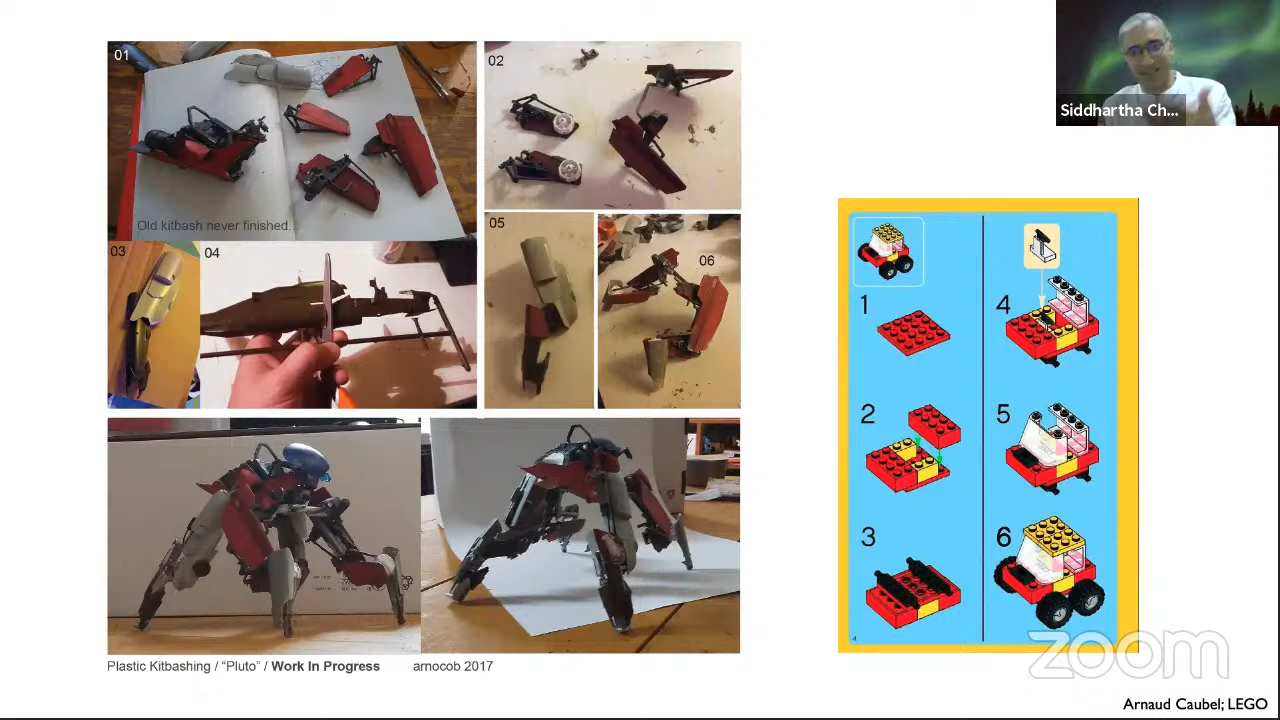 01
Old kitbash never finished...
02
03
04
05
06
Plastic Kitbashing / “Pluto” / Work In Progress
arnocob 2017
Siddhartha Ch...
1
2
3
4
5
6
4
zoom
Arnaud Caubel; LEGO